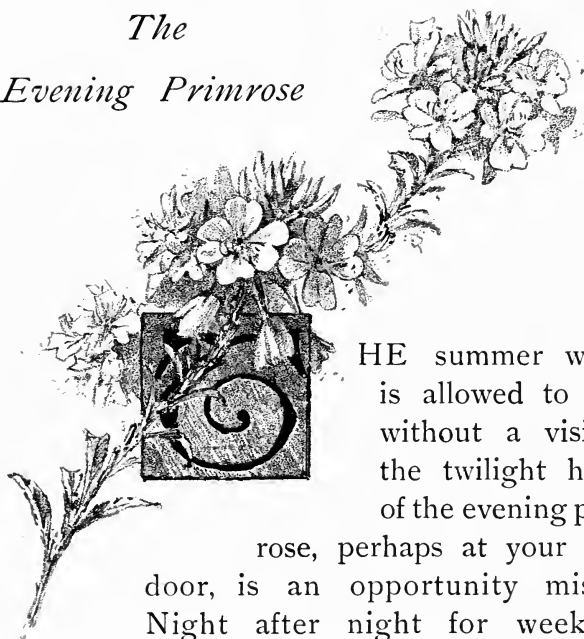 The
Evening Primrose
THE summer w
is allowed to
without a visi
the twilight h
of the evening p
rose, perhaps at your
door, is an opportunity mis
Night after night for week